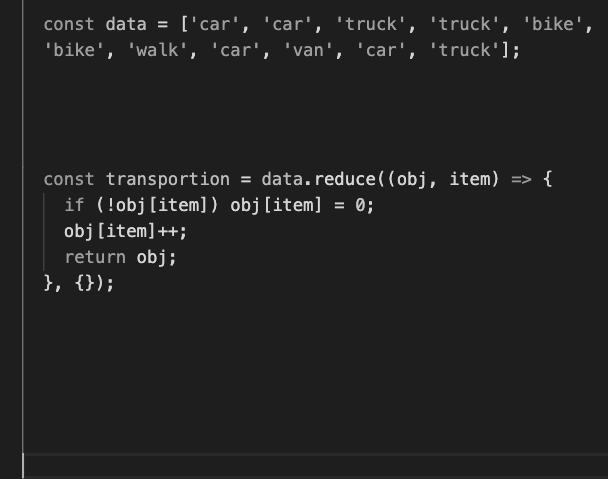 const data = ['car', 'car', 'truck', 'truck', 'bike',
'bike', 'walk', 'car', 'van', 'car', 'truck'];
const transportion = data.reduce((obj, item) => {
if (!obj[item]) obj[item] = 0;
obj[item]++;
return obj;
}, {});